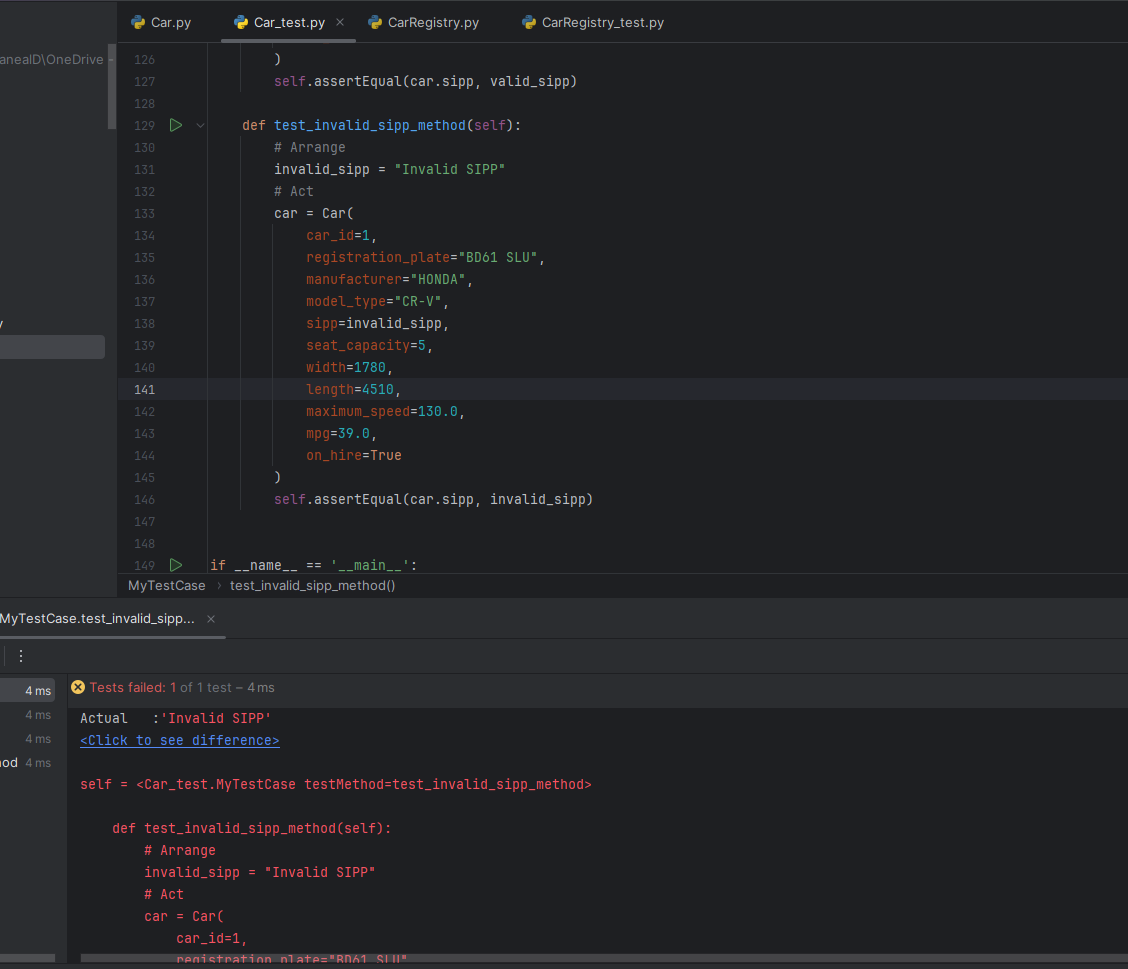 Car.py Car_test.py × CarRegistry.py CarRegistry_test.py
anealD\OneDrive -
126 )
127 self.assertEqual(car.sipp, valid_sipp)
128
129 def test_invalid_sipp_method(self):
130 # Arrange
131 invalid_sipp = "Invalid SIPP"
132 # Act
133 car = Car(
134 car_id=1,
135 registration_plate="BD61 SLU",
136 manufacturer="HONDA",
137 model_type="CR-V",
138 sipp=invalid_sipp,
139 seat_capacity=5,
140 width=1780,
141 length=4510,
142 maximum_speed=130.0,
143 mpg=39.0,
144 on_hire=True
145 )
146 self.assertEqual(car.sipp, invalid_sipp)
147
148
149 if __name__ == '__main__':
MyTestCase › test_invalid_sipp_method()
MyTestCase.test_invalid_sipp... ×
4 ms
4 ms
4 ms
od 4 ms
Tests failed: 1 of 1 test – 4 ms
Actual :'Invalid SIPP'
<Click to see difference>
self = <Car_test.MyTestCase testMethod=test_invalid_sipp_method>
def test_invalid_sipp_method(self):
# Arrange
invalid_sipp = "Invalid SIPP"
# Act
car = Car(
car_id=1,
registration_plate="BD61 SLU"